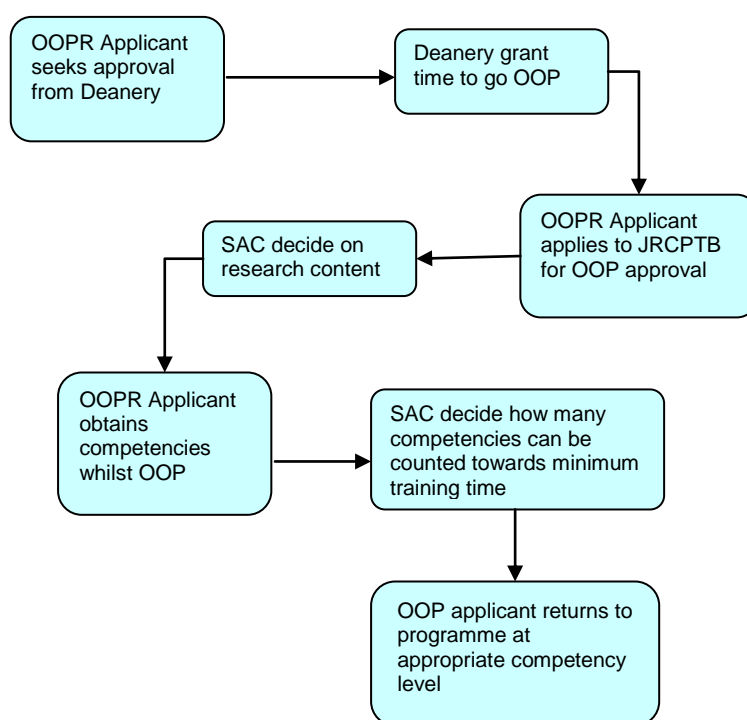 OOPR Applicant
seeks approval
from Deanery
Deanery grant
time to go OOP
OOPR Applicant
applies to JRCPTB
for OOP approval
SAC decide on
research content
OOPR Applicant
obtains
competencies
whilst OOP
SAC decide how many
competencies can be
counted towards minimum
training time
OOP applicant returns to
programme at
appropriate competency
level